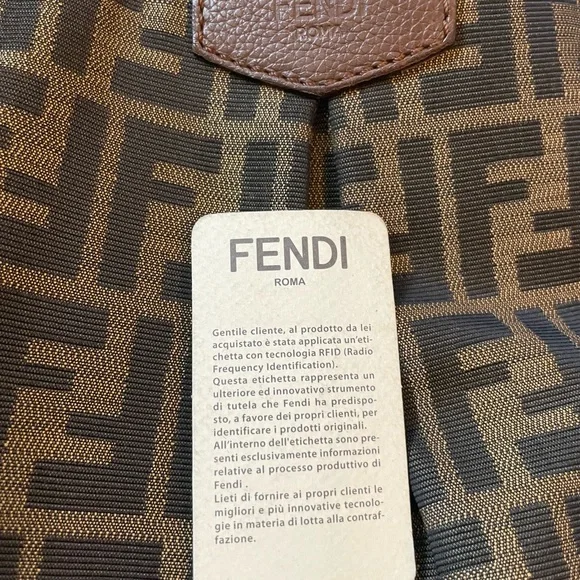 FENDI
ROMA
FENDI
ROMA
Gentile cliente, al prodotto da lei
acquistato è stata applicata un'eti-
chetta con tecnologia RFID (Radio
Frequency Identification).
Questa etichetta rappresenta un
ulteriore ed innovativo strumento
di tutela che Fendi ha predispo-
sto, a favore dei propri clienti, per
identificare i prodotti originali.
All'interno dell'etichetta sono pre-
senti esclusivamente informazioni
relative al processo produttivo di
Fendi .
Lieti di fornire ai propri clienti le
migliori e più innovative tecnolo-
gie in materia di lotta alla contraf-
fazione.